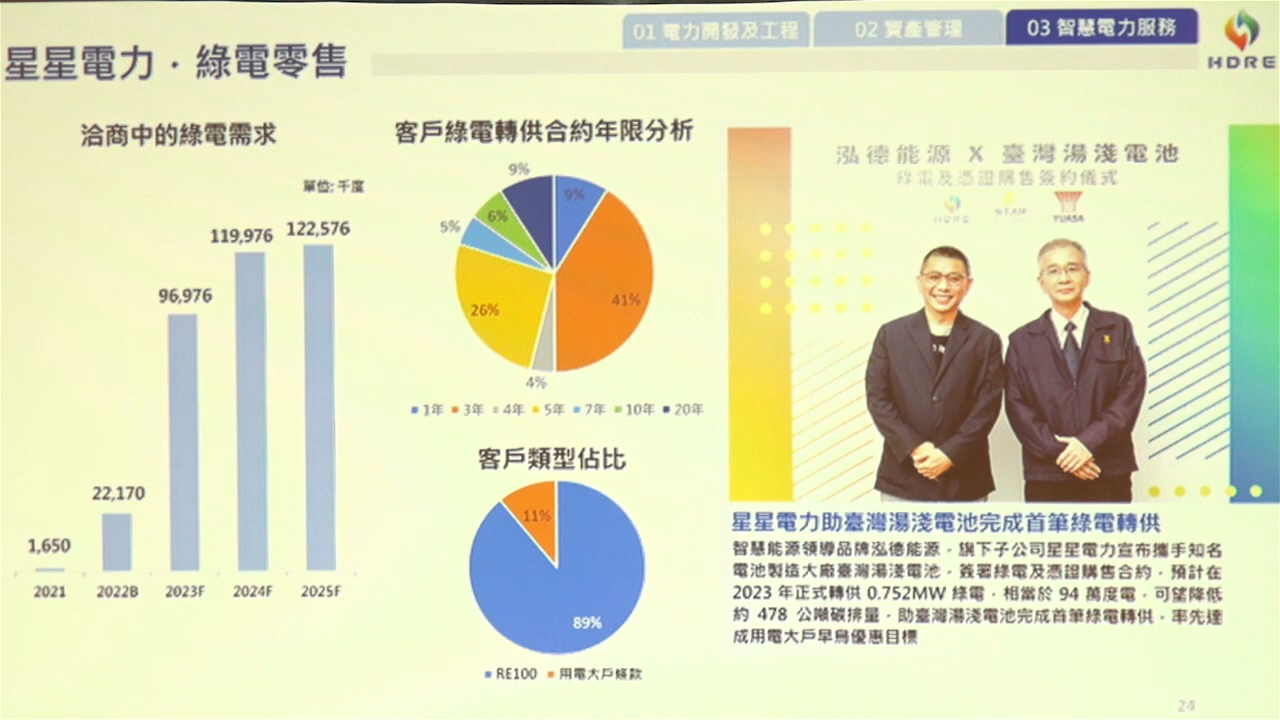 星星電力．綠電零售
01 電力開發及工程
02 資產管理
03 智慧電力服務
HDRE
洽商中的綠電需求
單位: 千度
1,650
22,170
96,976
119,976
122,576
2021
2022B
2023F
2024F
2025F
客戶綠電轉供合約年限分析
9%
9%
6%
5%
41%
26%
4%
1年 3年 4年 5年 7年 10年 20年
客戶類型佔比
11%
89%
RE100 用電大戶條款
泓德能源 X 臺灣湯淺電池
綠電及憑證購售簽約儀式
HDRE STAR YUASA
星星電力助臺灣湯淺電池完成首筆綠電轉供
智慧能源領導品牌泓德能源，旗下子公司星星電力宣布攜手知名
電池製造大廠臺灣湯淺電池，簽署綠電及憑證購售合約，預計在
2023 年正式轉供 0.752MW 綠電，相當於 94 萬度電，可望降低
約 478 公噸碳排量，助臺灣湯淺電池完成首筆綠電轉供，率先達
成用電大戶早鳥優惠目標
24